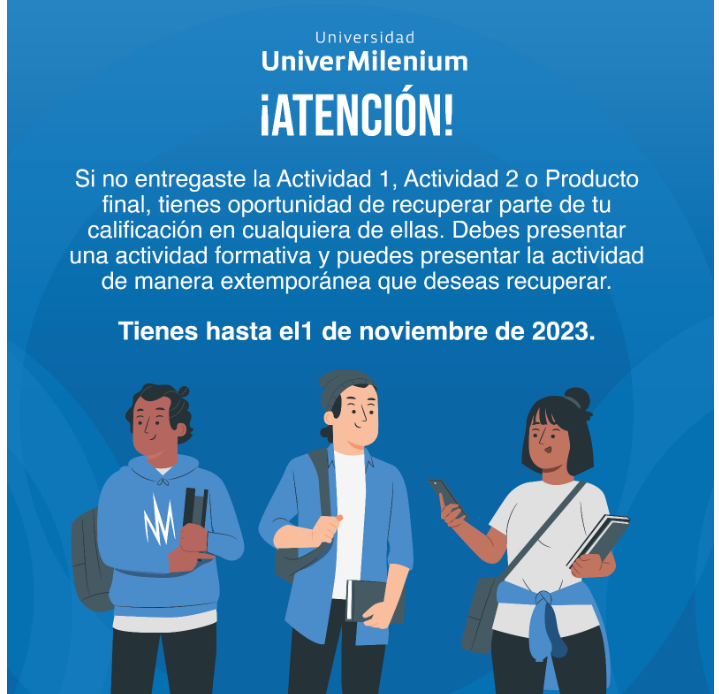 Universidad
UniverMilenium
¡ATENCIÓN!
Si no entregaste la Actividad 1, Actividad 2 o Producto
final, tienes oportunidad de recuperar parte de tu
calificación en cualquiera de ellas. Debes presentar
una actividad formativa y puedes presentar la actividad
de manera extemporánea que deseas recuperar.
Tienes hasta el1 de noviembre de 2023.